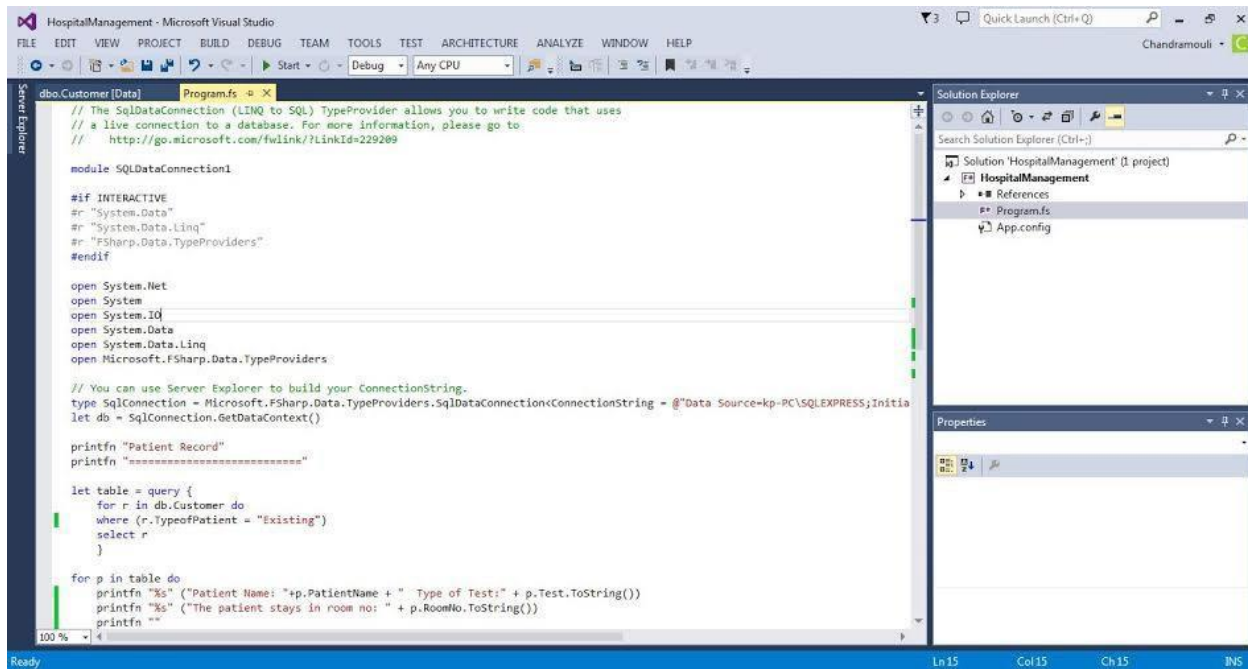 HospitalManagement - Microsoft Visual Studio
3
Quick Launch (Ctrl+Q)
FILE EDIT VIEW PROJECT BUILD DEBUG TEAM TOOLS TEST ARCHITECTURE ANALYZE WINDOW HELP
Chandramouli
C
Start
Debug
Any CPU
Server Explorer
dbo.Customer [Data]
Program.fs
// The SqlDataConnection (LINQ to SQL) TypeProvider allows you to write code that uses
// a live connection to a database. For more information, please go to
// http://go.microsoft.com/fwlink/?LinkId=229209
module SQLDataConnection1
#if INTERACTIVE
#r "System.Data"
#r "System.Data.Linq"
#r "FSharp.Data.TypeProviders"
#endif
open System.Net
open System
open System.IO
open System.Data
open System.Data.Linq
open Microsoft.FSharp.Data.TypeProviders
// You can use Server Explorer to build your ConnectionString.
type SqlConnection = Microsoft.FSharp.Data.TypeProviders.SqlDataConnection<ConnectionString = @"Data Source=kp-PC\SQLEXPRESS;Initia
let db = SqlConnection.GetDataContext()
printfn "Patient Record"
printfn "==========================="
let table = query {
for r in db.Customer do
where (r.TypeofPatient = "Existing")
select r
}
for p in table do
printfn "%s" ("Patient Name: "+p.PatientName + "  Type of Test:" + p.Test.ToString())
printfn "%s" ("The patient stays in room no: " + p.RoomNo.ToString())
printfn ""
100 %
Solution Explorer
Search Solution Explorer (Ctrl+;)
Solution 'HospitalManagement' (1 project)
F# HospitalManagement
References
F# Program.fs
App.config
Properties
Ready
Ln 15 Col 15 Ch 15 INS